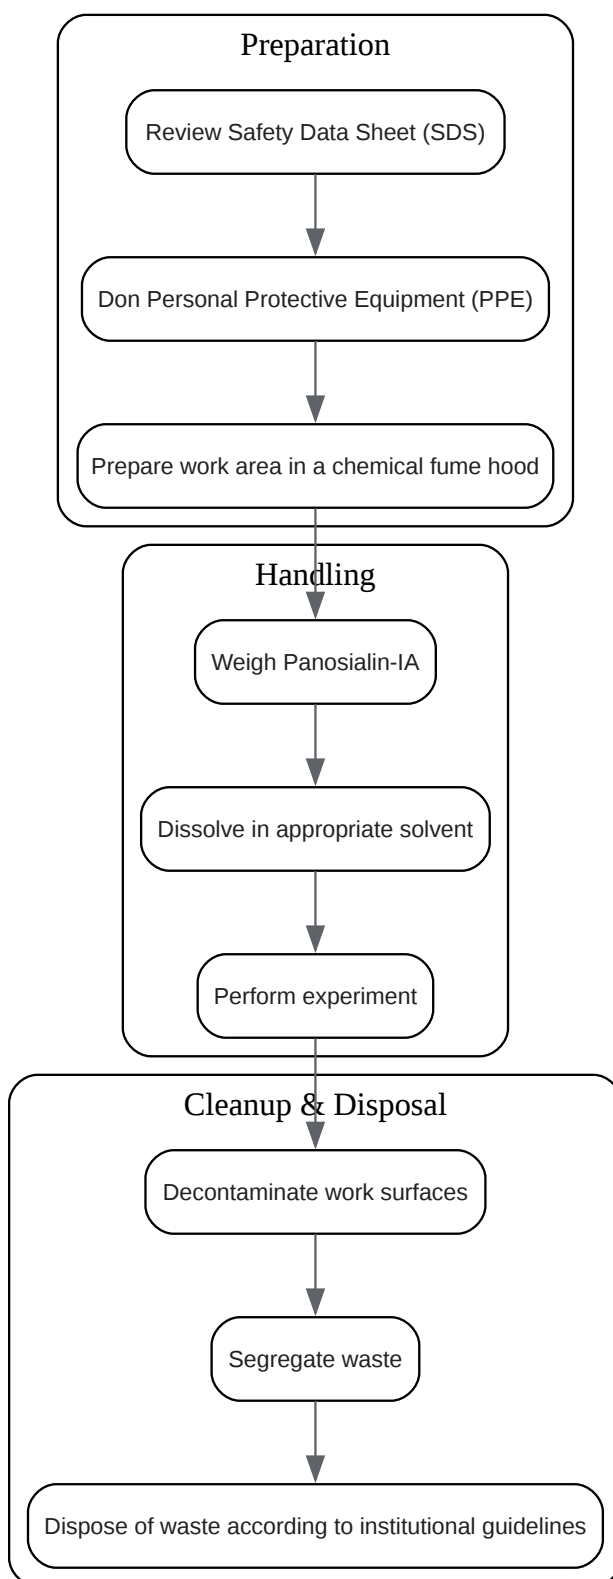 Preparation
Review Safety Data Sheet (SDS)
Don Personal Protective Equipment (PPE)
Prepare work area in a chemical fume hood
Handling
Weigh Panosialin-IA
Dissolve in appropriate solvent
Perform experiment
Cleanup & Disposal
Decontaminate work surfaces
Segregate waste
Dispose of waste according to institutional guidelines